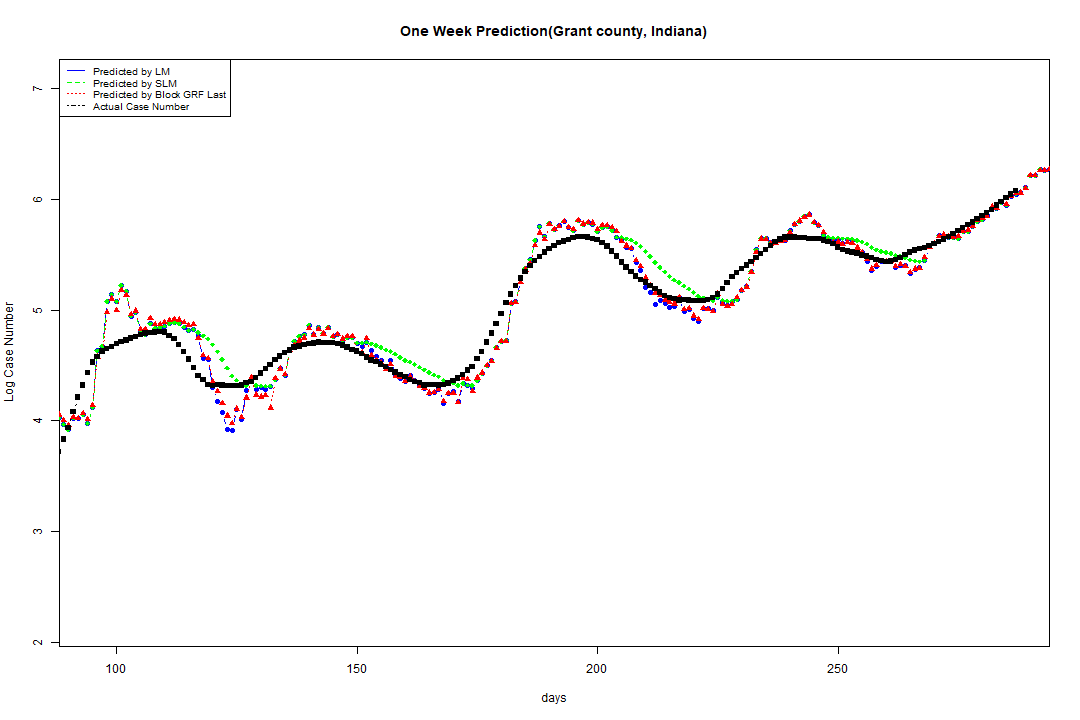 One Week Prediction(Grant county, Indiana)
Predicted by LM
Predicted by SLM
Predicted by Block GRF Last
Actual Case Number
7
6
5
4
3
2
Log Case Number
100 150 200 250
days